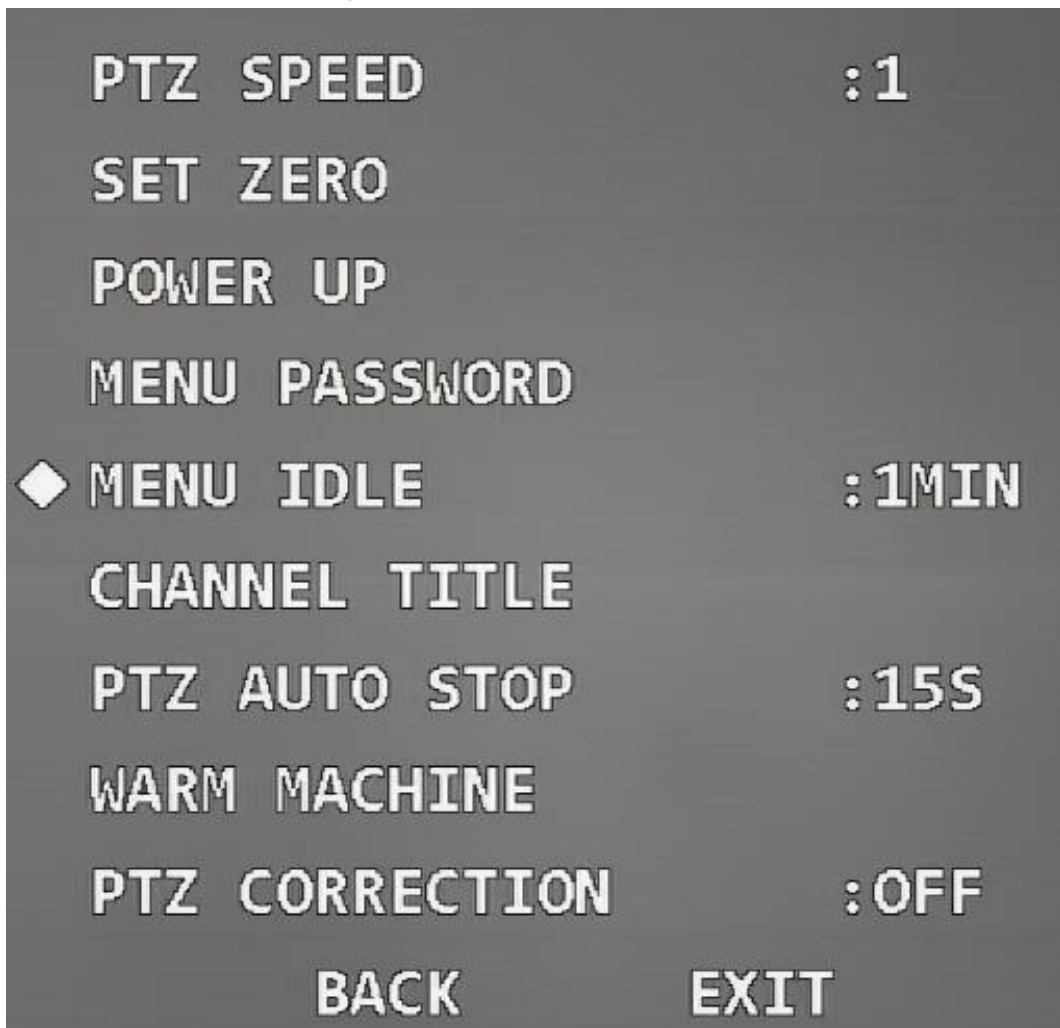 PTZ SPEED :1
SET ZERO
POWER UP
MENU PASSWORD
MENU IDLE :1MIN
CHANNEL TITLE
PTZ AUTO STOP :15S
WARM MACHINE
PTZ CORRECTION :OFF
BACK EXIT